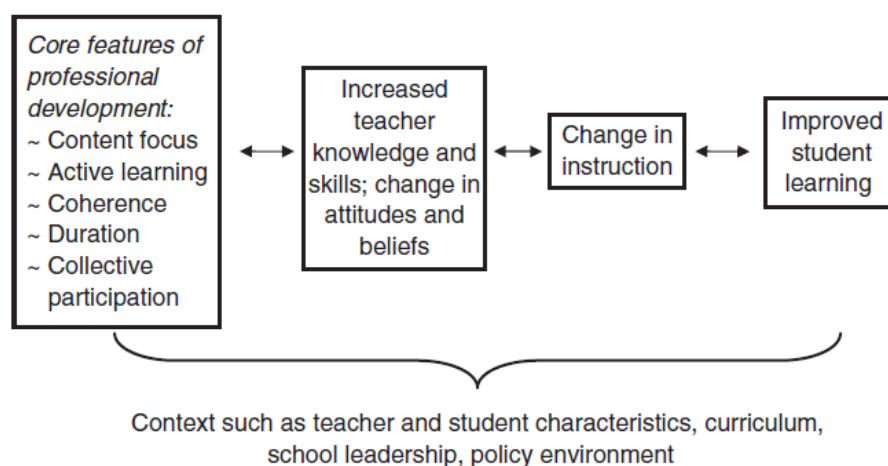 Core features of
professional
development:
~ Content focus
~ Active learning
~ Coherence
~ Duration
~ Collective
participation
Increased
teacher
knowledge and
skills; change in
attitudes and
beliefs
Change in
instruction
Improved
student
learning
Context such as teacher and student characteristics, curriculum,
school leadership, policy environment